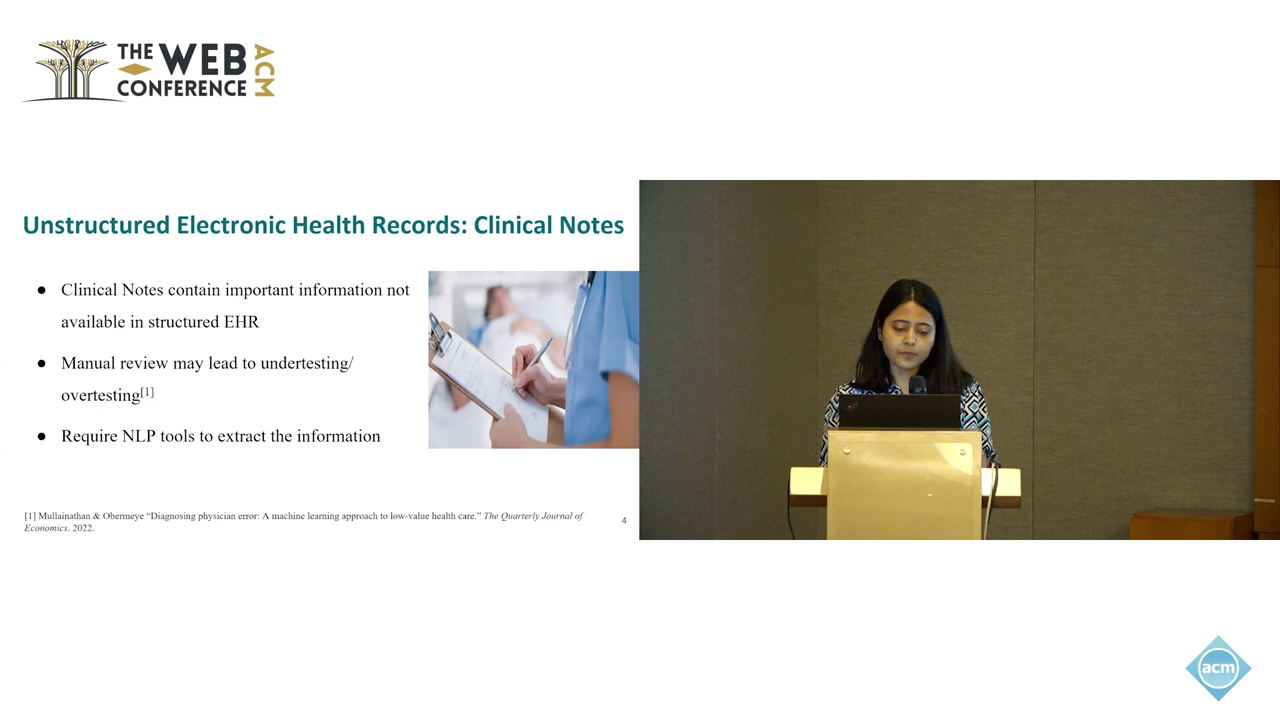 THE WEB
CONFERENCE
ACM
Unstructured Electronic Health Records: Clinical Notes
● Clinical Notes contain important information not
available in structured EHR
● Manual review may lead to undertesting/
overtesting[1]
● Require NLP tools to extract the information
[1] Mullainathan & Obermeye “Diagnosing physician error: A machine learning approach to low-value health care.” The Quarterly Journal of
Economics. 2022.
4
acm